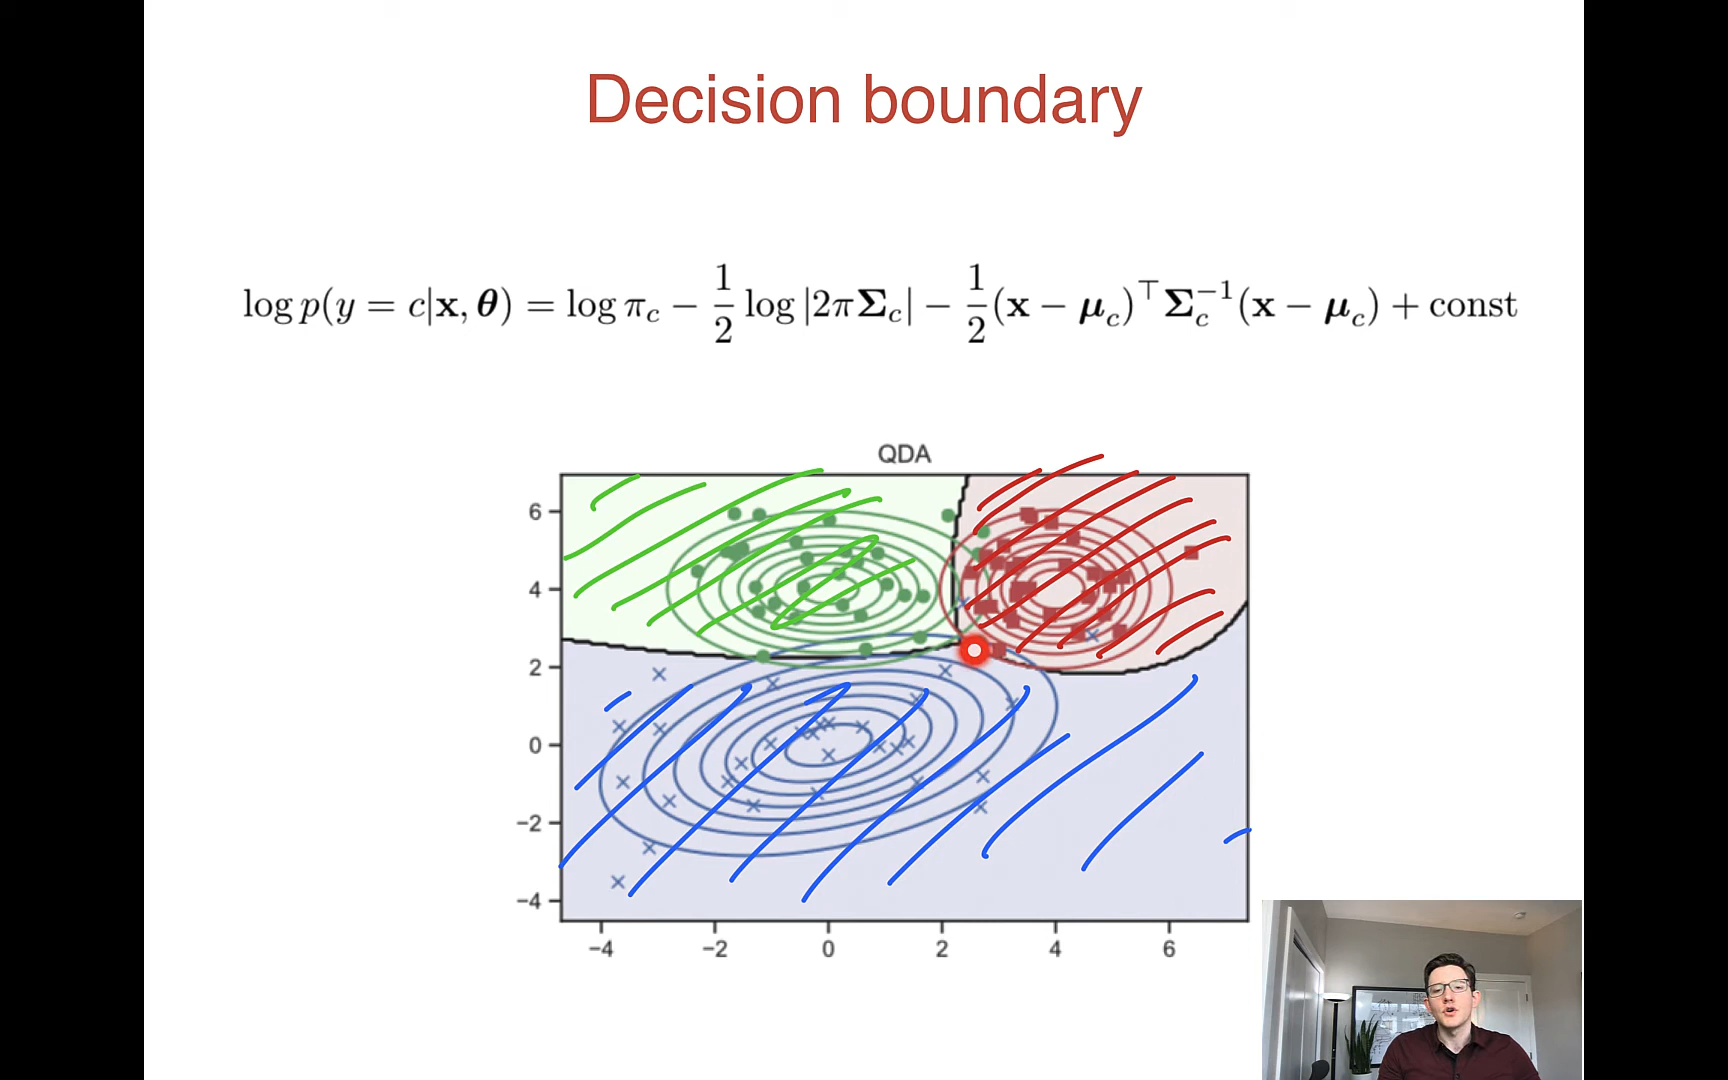 Decision boundary
log p(y = c|x, θ) = log π_c − 1/2 log |2πΣ_c| − 1/2 (x − μ_c)^⊤ Σ_c^{−1} (x − μ_c) + const
QDA
6
4
2
0
−2
−4
−4 −2 0 2 4 6